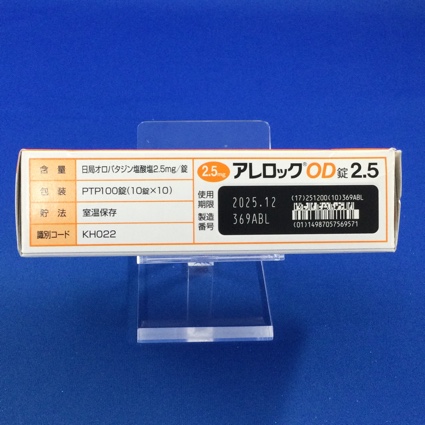 含量 日局オロパタジン塩酸塩2.5mg/錠
包装 PTP100錠(10錠×10)
貯法 室温保存
識別コード KH022
2.5mg アレロック®OD錠2.5
使用期限 2025.12
製造番号 369ABL
(17)251200(10)369ABL
(01)14987057569571